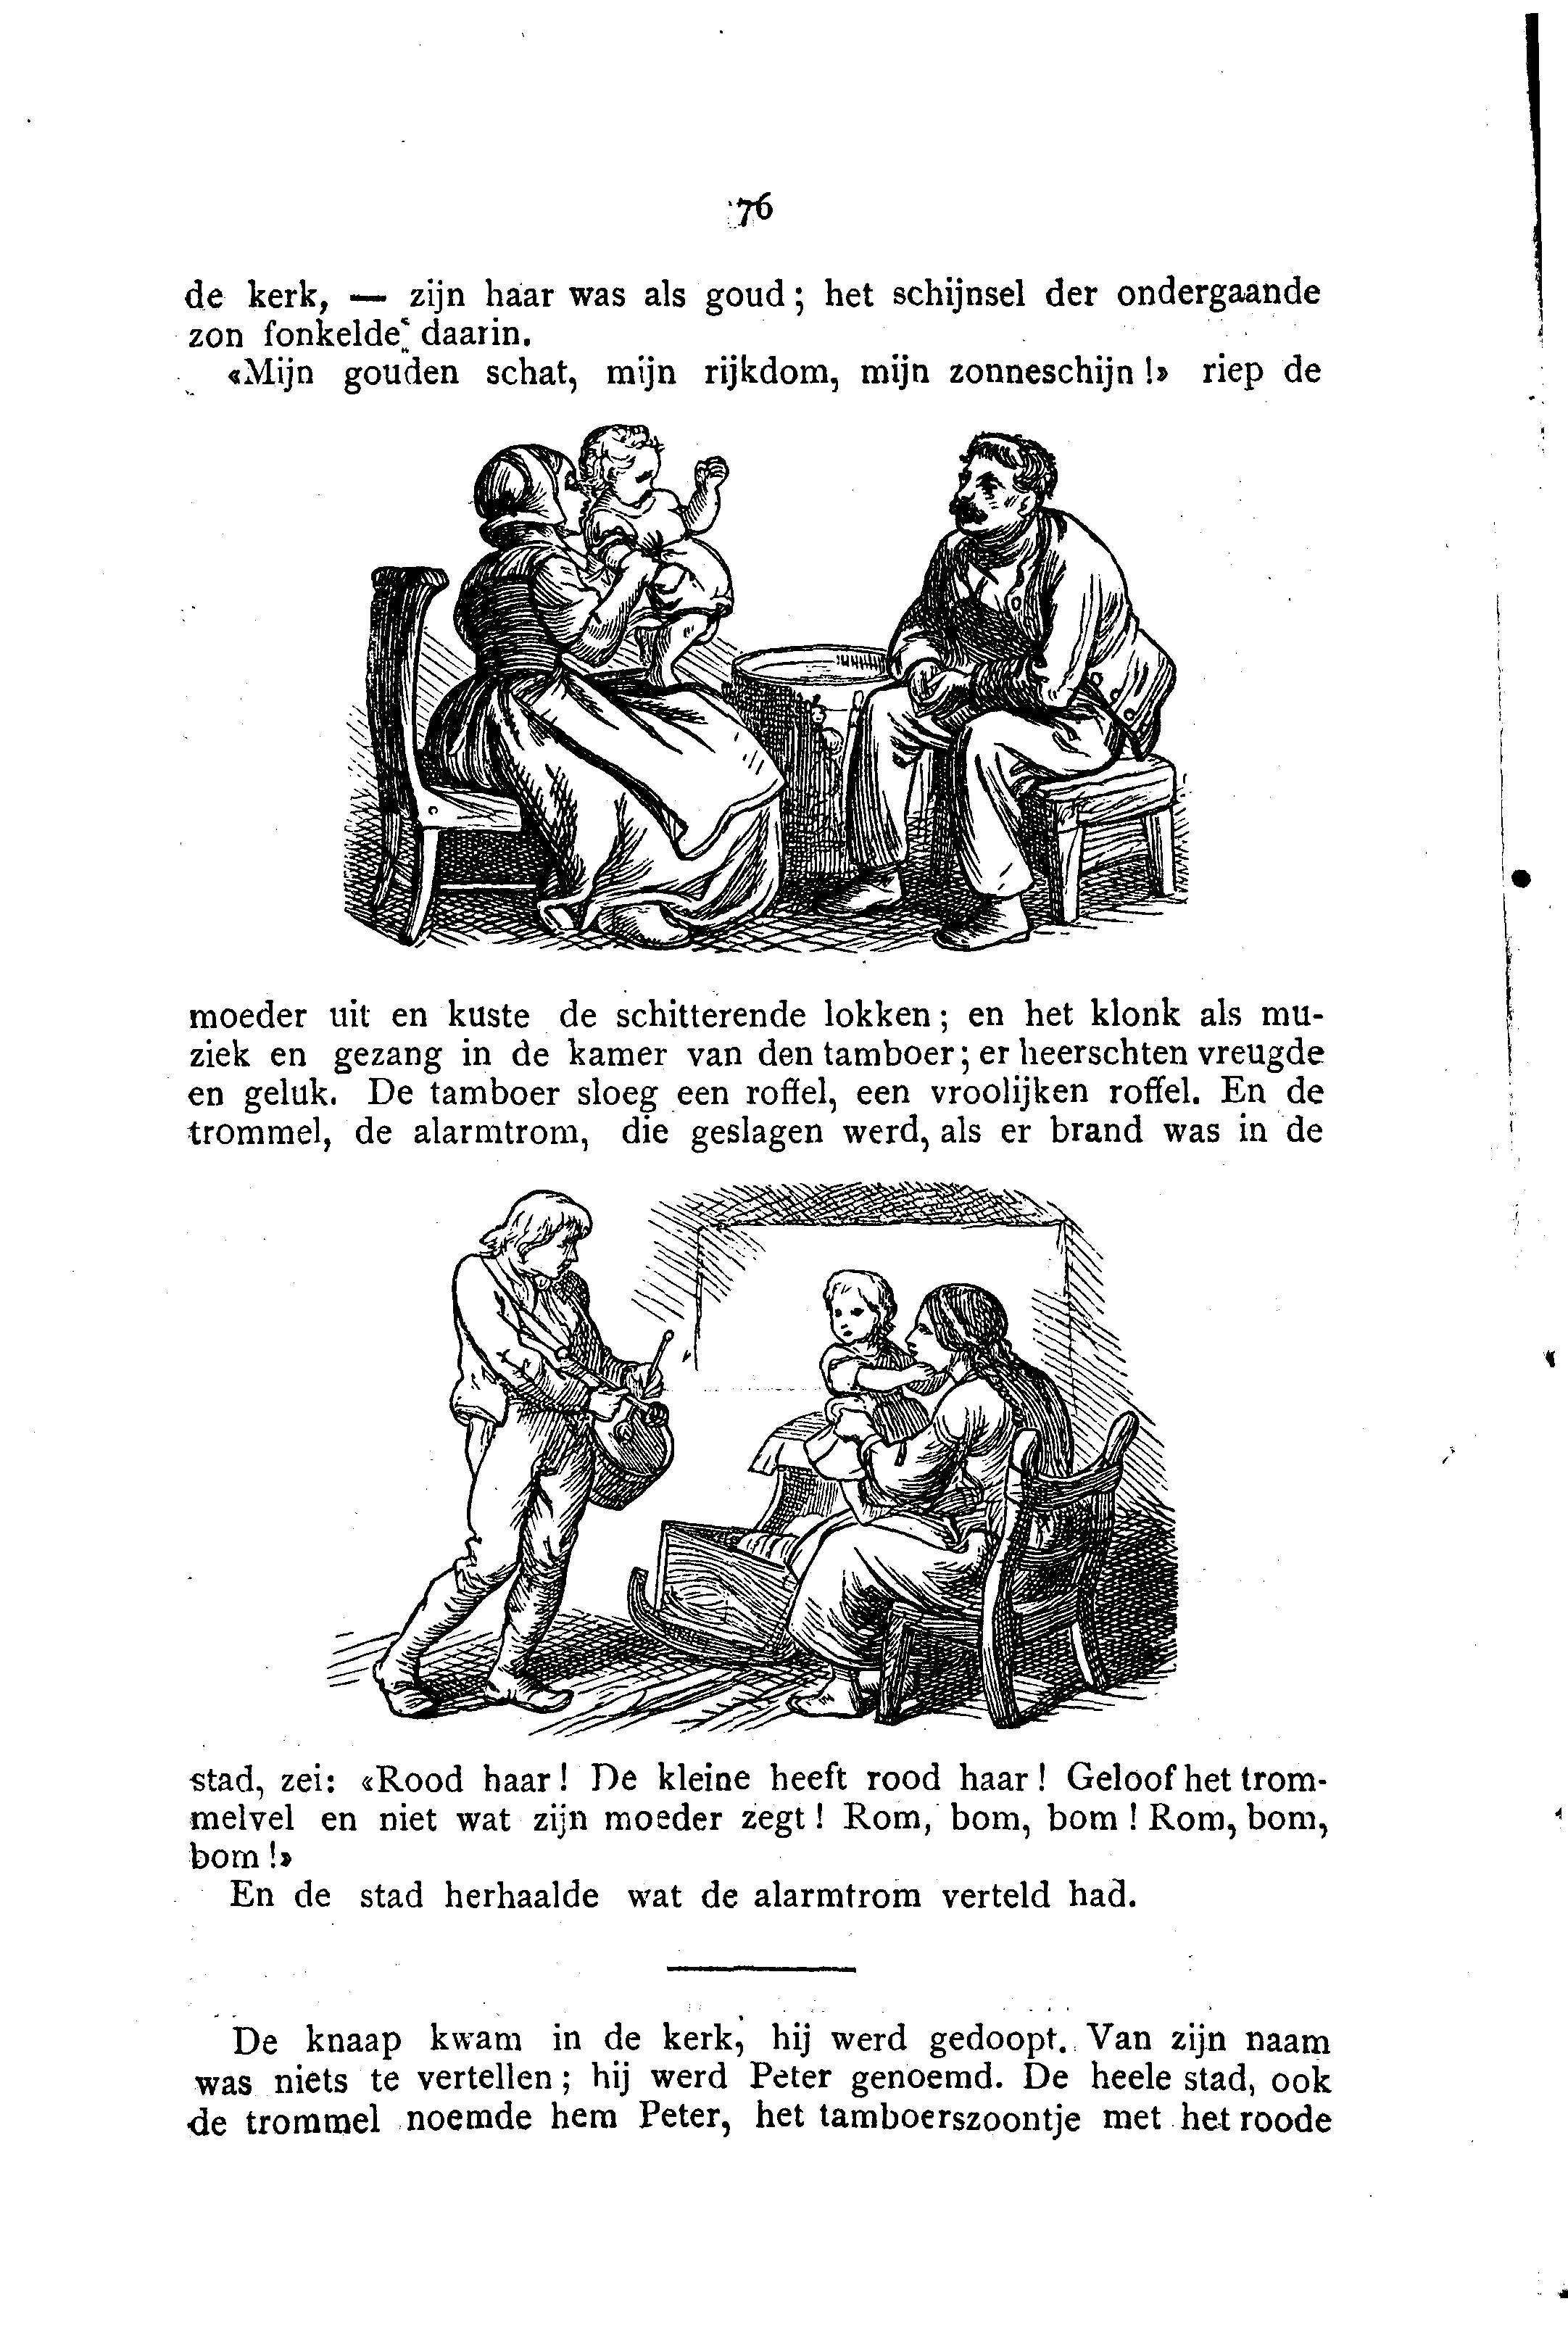 76
de kerk, — zijn haar was als goud; het schijnsel der ondergaande
zon fonkelde daarin.
«Mijn gouden schat, mijn rijkdom, mijn zonneschijn!» riep de
moeder uit en kuste de schitterende lokken; en het klonk als mu-
ziek en gezang in de kamer van den tamboer; er heerschten vreugde
en geluk. De tamboer sloeg een roffel, een vroolijken roffel. En de
trommel, de alarmtrom, die geslagen werd, als er brand was in de
stad, zei: «Rood haar! De kleine heeft rood haar! Geloof het trom-
melvel en niet wat zijn moeder zegt! Rom, bom, bom! Rom, bom,
bom!»
En de stad herhaalde wat de alarmtrom verteld had.
De knaap kwam in de kerk, hij werd gedoopt. Van zijn naam
was niets te vertellen; hij werd Peter genoemd. De heele stad, ook
de trommel noemde hem Peter, het tamboerszoontje met het roode